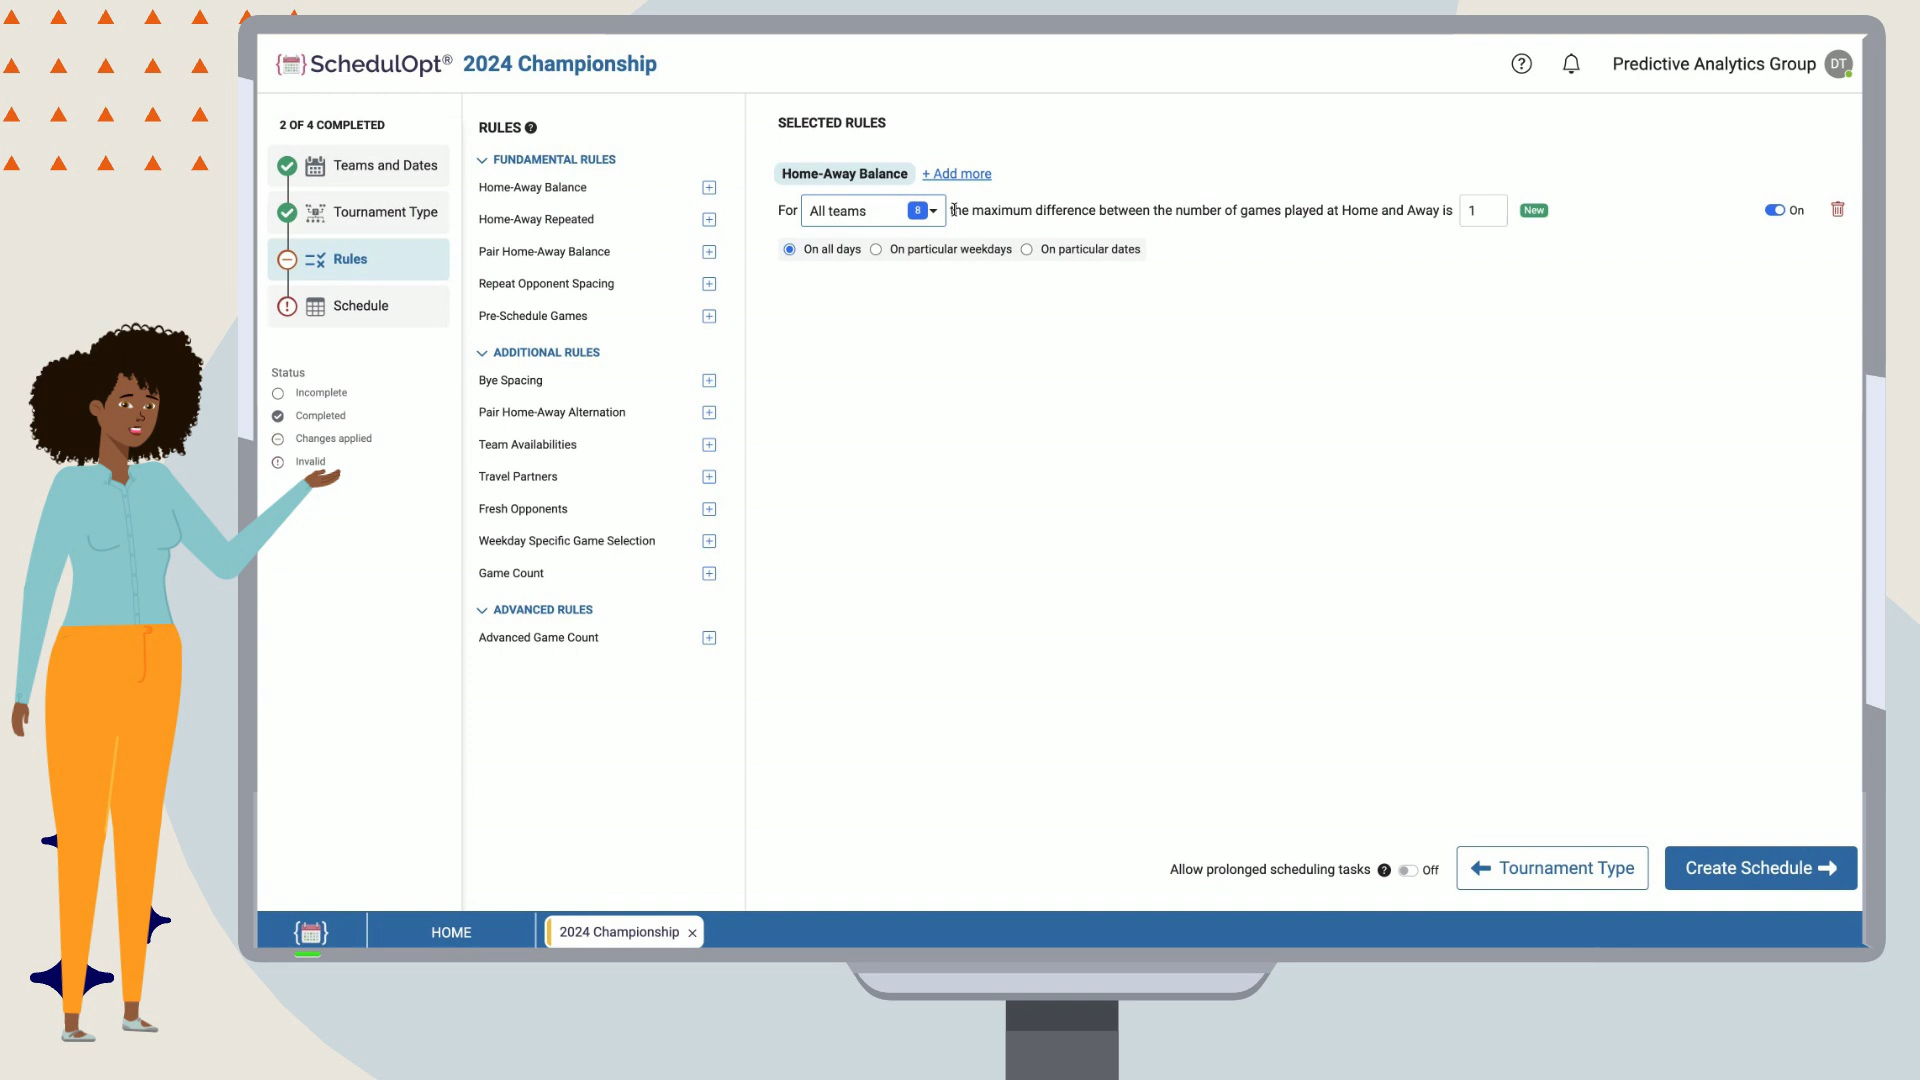 SchedulOpt® 2024 Championship
Predictive Analytics Group DT
2 OF 4 COMPLETED
Teams and Dates
Tournament Type
Rules
Schedule
Status
Incomplete
Completed
Changes applied
Invalid
RULES ?
FUNDAMENTAL RULES
Home-Away Balance
Home-Away Repeated
Pair Home-Away Balance
Repeat Opponent Spacing
Pre-Schedule Games
ADDITIONAL RULES
Bye Spacing
Pair Home-Away Alternation
Team Availabilities
Travel Partners
Fresh Opponents
Weekday Specific Game Selection
Game Count
ADVANCED RULES
Advanced Game Count
SELECTED RULES
Home-Away Balance + Add more
For All teams 8 the maximum difference between the number of games played at Home and Away is 1 New On
On all days On particular weekdays On particular dates
Allow prolonged scheduling tasks ? Off Tournament Type Create Schedule
HOME 2024 Championship ×